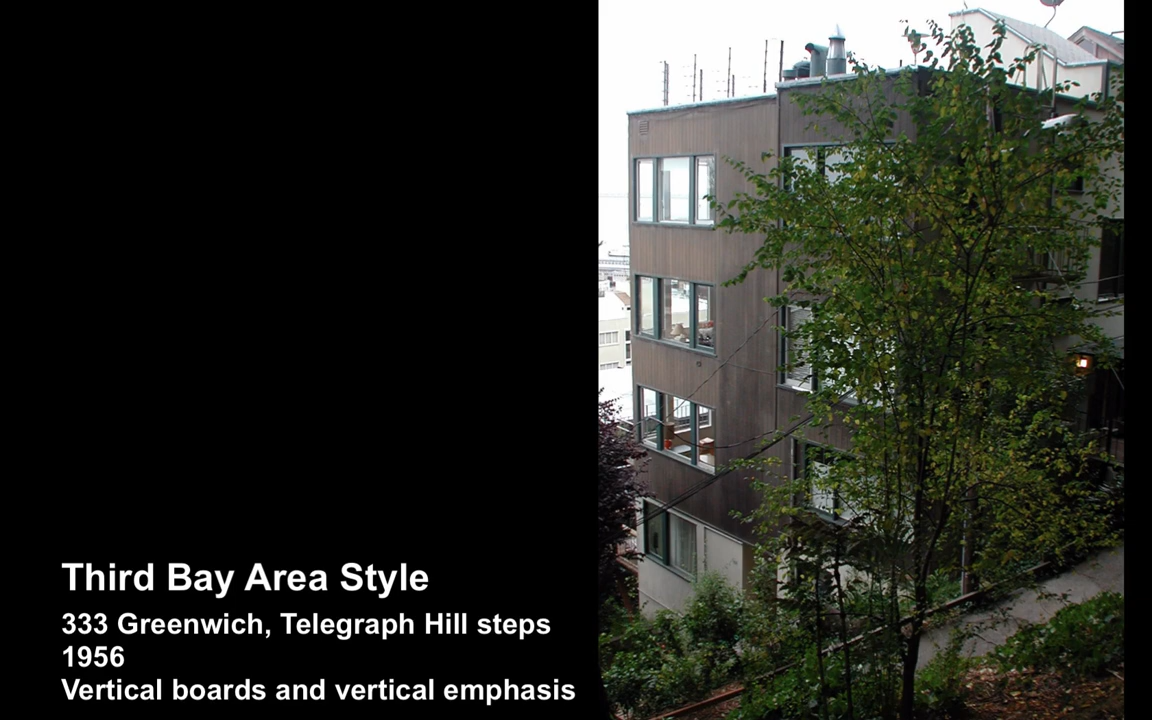 Third Bay Area Style
333 Greenwich, Telegraph Hill steps
1956
Vertical boards and vertical emphasis